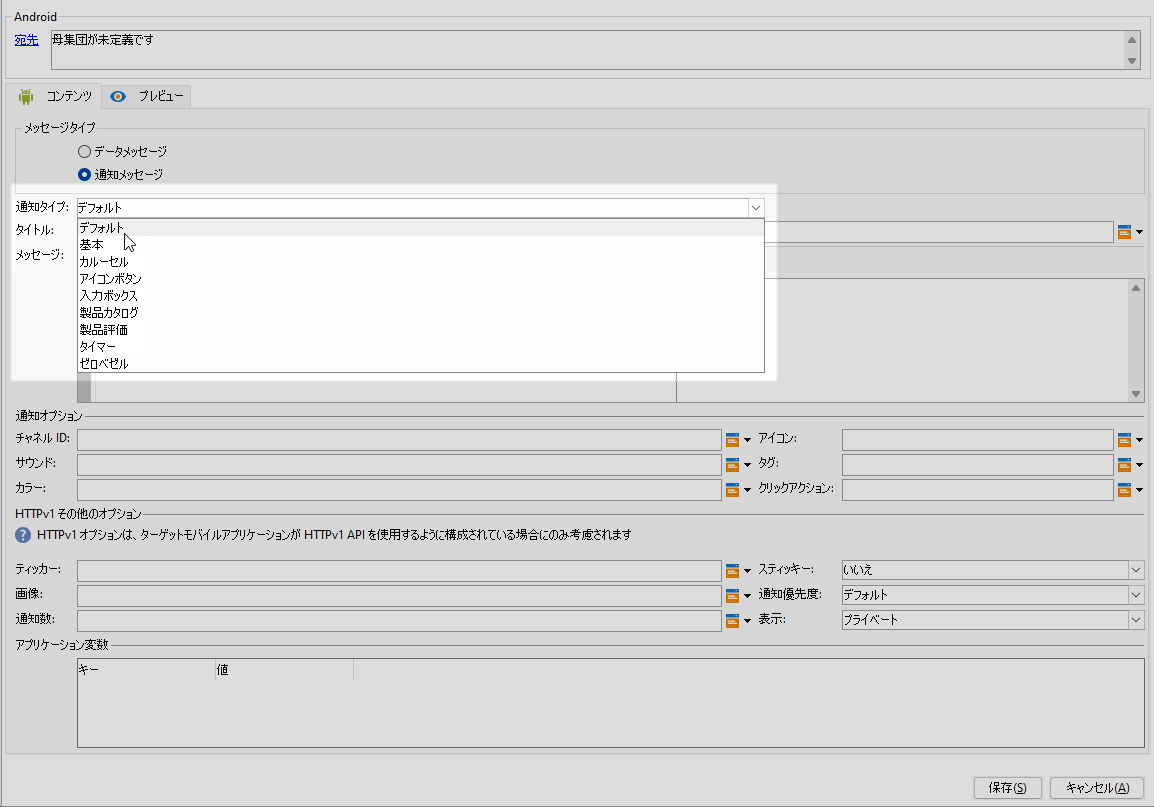 Android
宛先 母集団が未定義です
コンテンツ プレビュー
メッセージタイプ
データメッセージ
通知メッセージ
通知タイプ: デフォルト
タイトル:
メッセージ:
デフォルト
基本
カルーセル
アイコンボタン
入力ボックス
製品カタログ
製品評価
タイマー
ゼロベゼル
通知オプション
チャネル ID: アイコン:
サウンド: タグ:
カラー: クリックアクション:
HTTPv1 その他のオプション
? HTTPv1 オプションは、ターゲットモバイルアプリケーションが HTTPv1 API を使用するように構成されている場合にのみ考慮されます
ティッカー: スティッキー: いいえ
画像: 通知優先度: デフォルト
通知数: 表示: プライベート
アプリケーション変数
キー 値
保存(S) キャンセル(A)